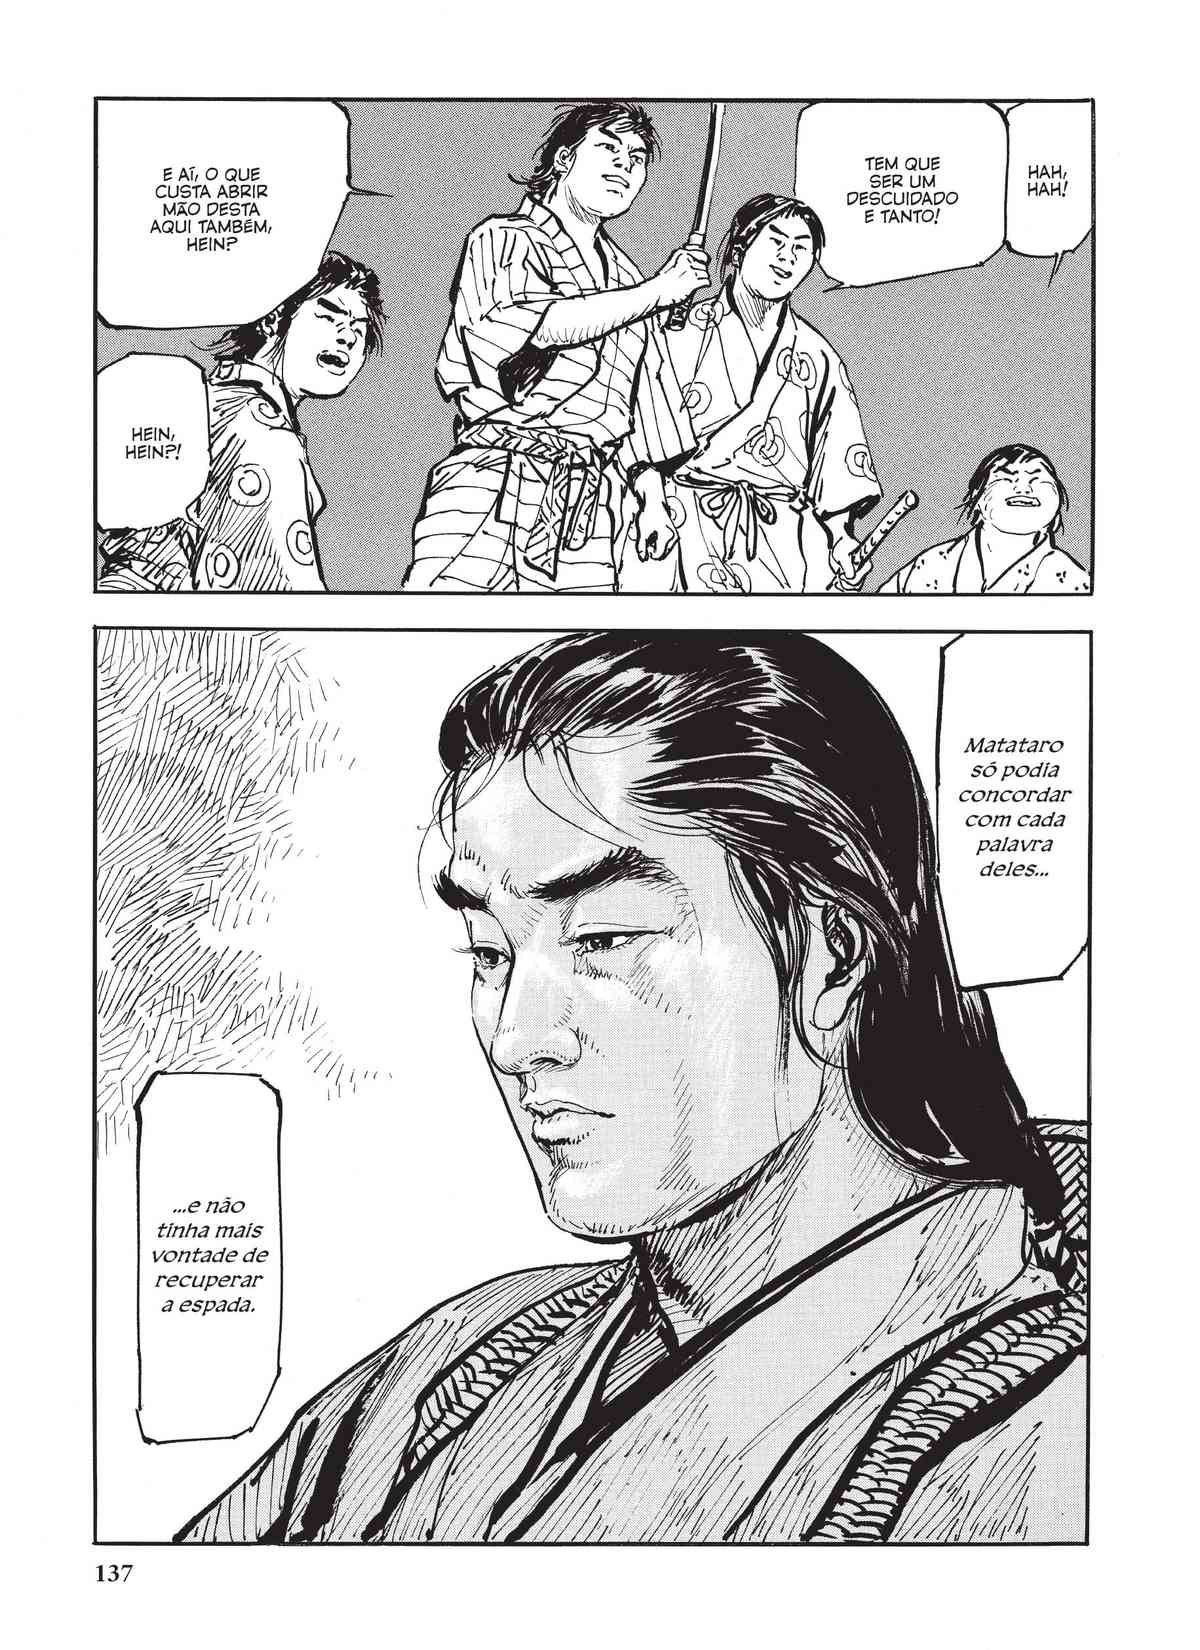 HAH,
HAH!
TEM QUE
SER UM
DESCUIDADO
E TANTO!
E AÍ, O QUE
CUSTA ABRIR
MÃO DESTA
AQUI TAMBÉM,
HEIN?
HEIN,
HEIN?!
Matataro
só podia
concordar
com cada
palavra
deles...
...e não
tinha mais
vontade de
recuperar
a espada.
137